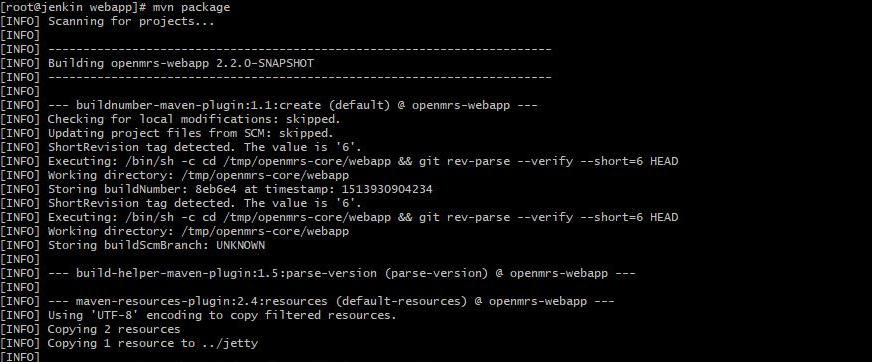 [root@jenkin webapp]# mvn package
[INFO] Scanning for projects...
[INFO]
[INFO] ------------------------------------------------------------------------
[INFO] Building openmrs-webapp 2.2.0-SNAPSHOT
[INFO] ------------------------------------------------------------------------
[INFO]
[INFO] --- buildnumber-maven-plugin:1.1:create (default) @ openmrs-webapp ---
[INFO] Checking for local modifications: skipped.
[INFO] Updating project files from SCM: skipped.
[INFO] ShortRevision tag detected. The value is '6'.
[INFO] Executing: /bin/sh -c cd /tmp/openmrs-core/webapp && git rev-parse --verify --short=6 HEAD
[INFO] Working directory: /tmp/openmrs-core/webapp
[INFO] Storing buildNumber: 8eb6e4 at timestamp: 1513930904234
[INFO] ShortRevision tag detected. The value is '6'.
[INFO] Executing: /bin/sh -c cd /tmp/openmrs-core/webapp && git rev-parse --verify --short=6 HEAD
[INFO] Working directory: /tmp/openmrs-core/webapp
[INFO] Storing buildScmBranch: UNKNOWN
[INFO]
[INFO] --- build-helper-maven-plugin:1.5:parse-version (parse-version) @ openmrs-webapp ---
[INFO]
[INFO] --- maven-resources-plugin:2.4:resources (default-resources) @ openmrs-webapp ---
[INFO] Using 'UTF-8' encoding to copy filtered resources.
[INFO] Copying 2 resources
[INFO] Copying 1 resource to ../jetty
[INFO]